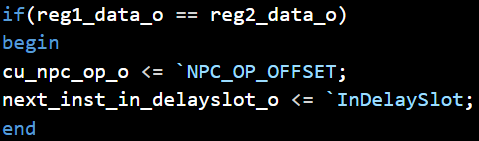 if(reg1_data_o == reg2_data_o)
begin
cu_npc_op_o <= `NPC_OP_OFFSET;
next_inst_in_delayslot_o <= `InDelaySlot;
end